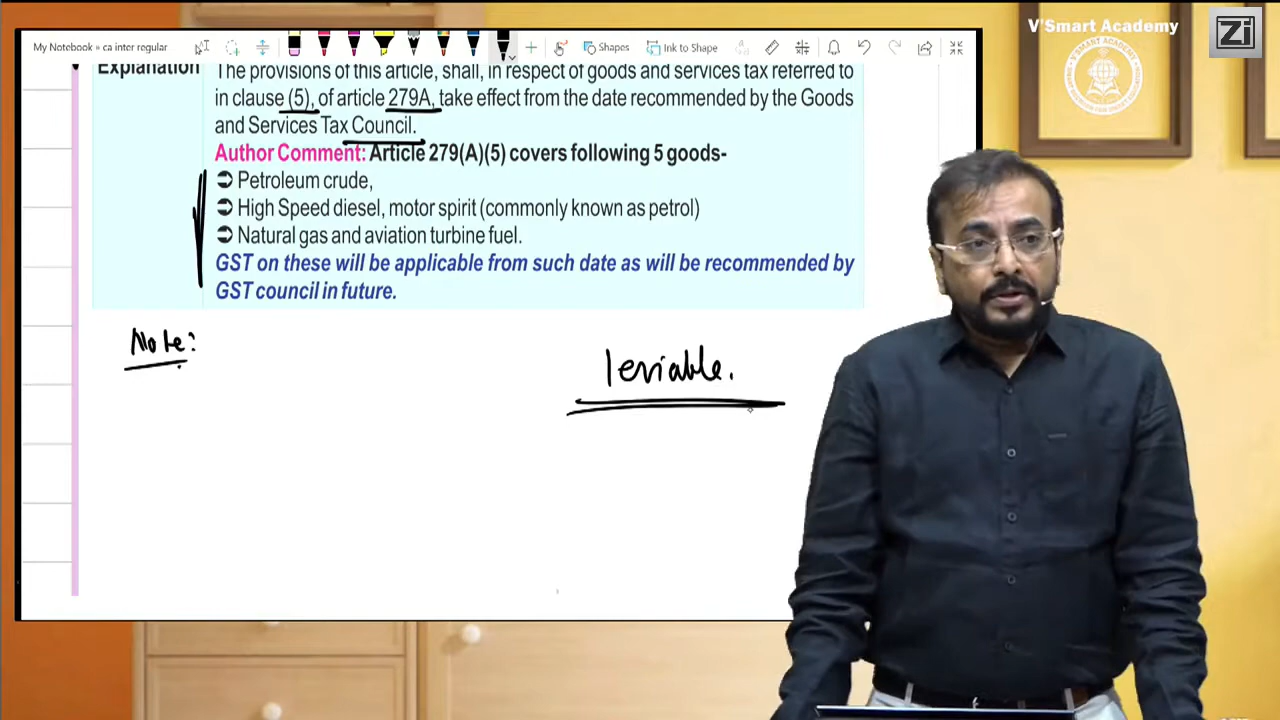 V'Smart Academy
Zi
My Notebook » ca inter regular
Shapes
Ink to Shape
Explanation
The provisions of this article, shall, in respect of goods and services tax referred to
in clause (5), of article 279A, take effect from the date recommended by the Goods
and Services Tax Council.
Author Comment: Article 279(A)(5) covers following 5 goods-
➲ Petroleum crude,
➲ High Speed diesel, motor spirit (commonly known as petrol)
➲ Natural gas and aviation turbine fuel.
GST on these will be applicable from such date as will be recommended by
GST council in future.
Note:
leviable.